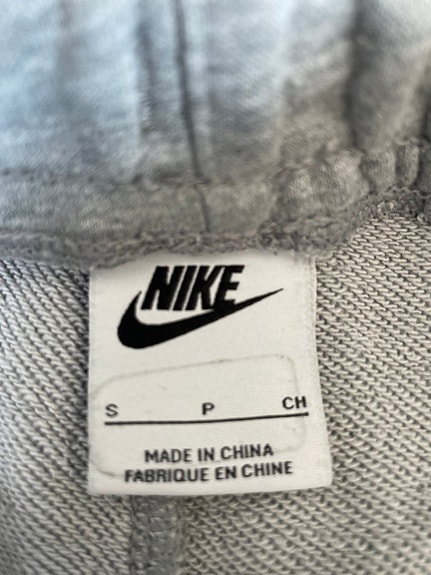 NIKE
S P CH
MADE IN CHINA
FABRIQUE EN CHINE